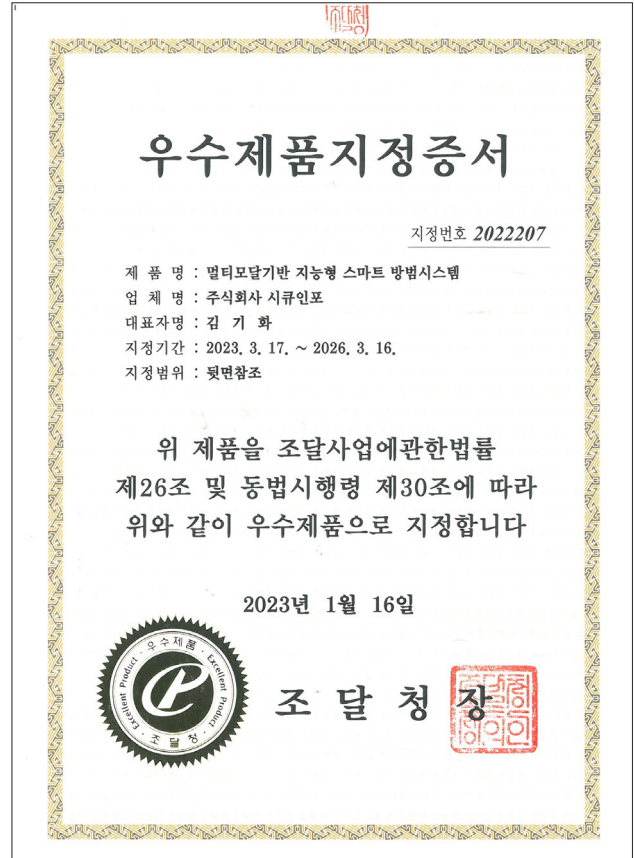 우수제품지정증서
지정번호 2022207
제 품 명 : 멀티모달기반 지능형 스마트 방범시스템
업 체 명 : 주식회사 시큐인포
대표자명 : 김 기 화
지정기간 : 2023. 3. 17. ~ 2026. 3. 16.
지정범위 : 뒷면참조
위 제품을 조달사업에관한법률
제26조 및 동법시행령 제30조에 따라
위와 같이 우수제품으로 지정합니다
2023년 1월 16일
· 우수제품 ·
Excellent Product
Excellent Product
· 조달청 ·
조 달 청 장